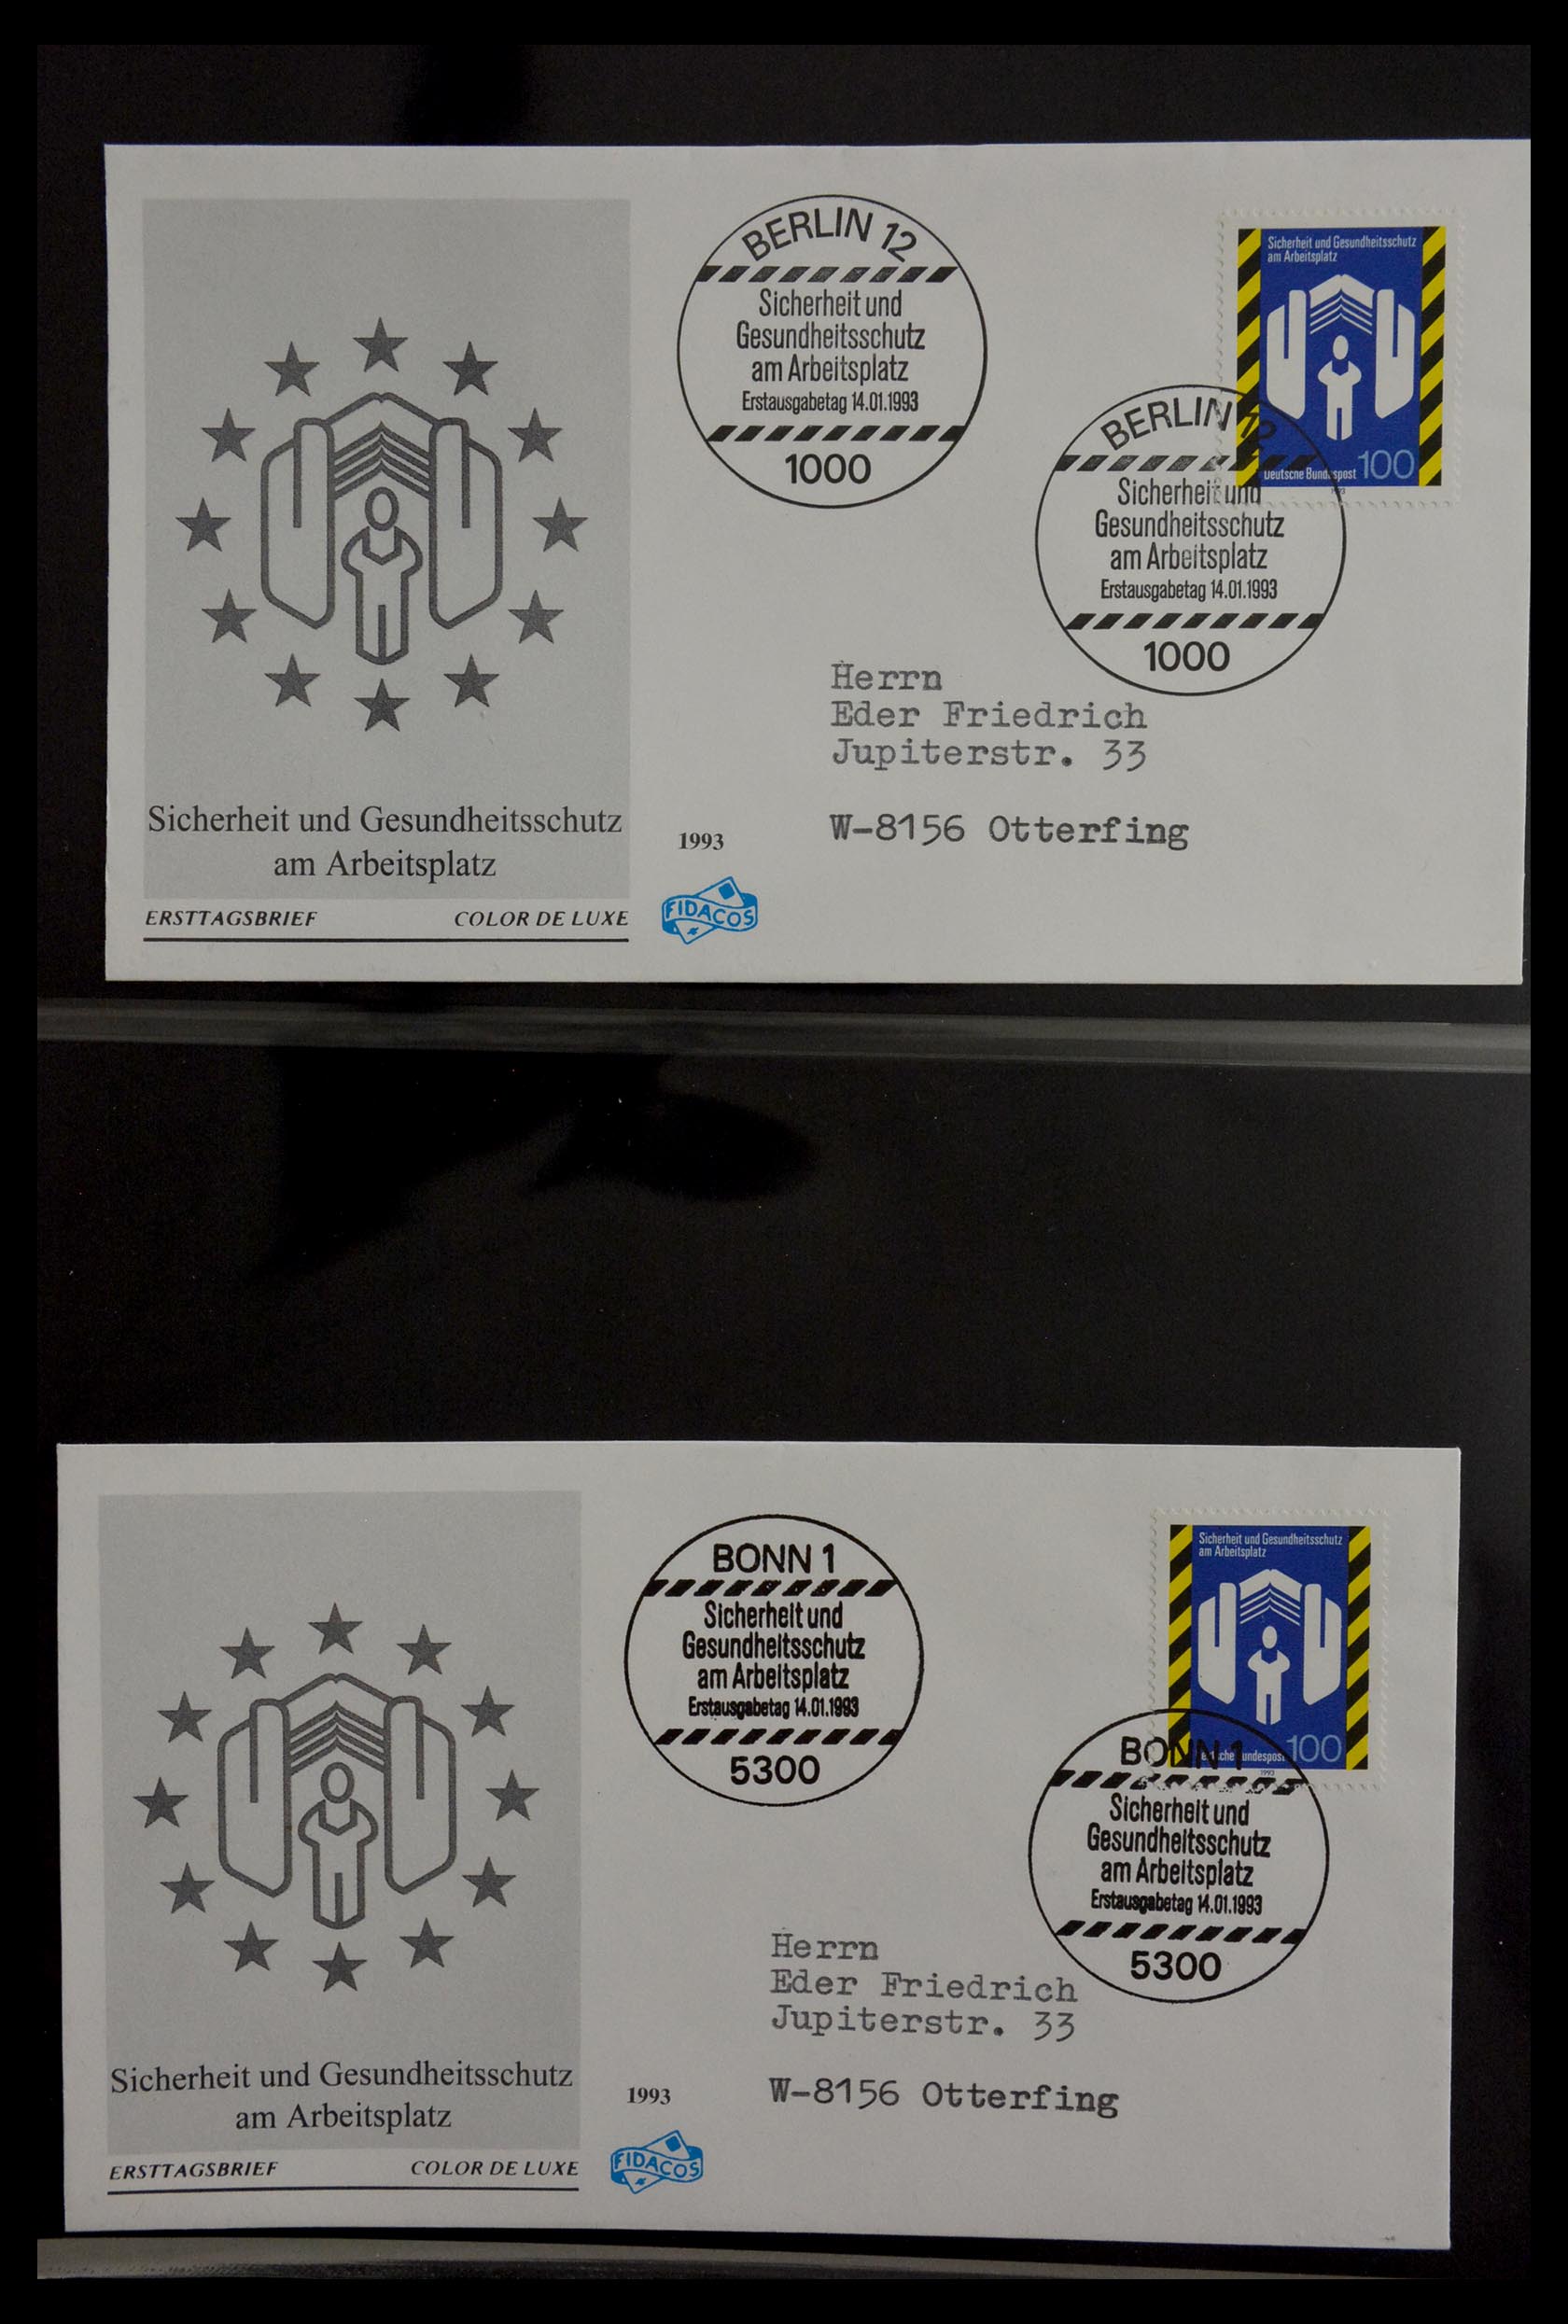 BERLIN 12
Sicherheit und
Gesundheitsschutz
am Arbeitsplatz
Erstausgabetag 14.01.1993
1000
Sicherheit und Gesundheitsschutz
am Arbeitsplatz
Deutsche Bundespost 100
1993
BERLIN 12
Sicherheit und
Gesundheitsschutz
am Arbeitsplatz
Erstausgabetag 14.01.1993
1000
Herrn
Eder Friedrich
Jupiterstr. 33
W-8156 Otterfing
Sicherheit und Gesundheitsschutz
am Arbeitsplatz
1993
ERSTTAGSBRIEF COLOR DE LUXE
FIDACOS
BONN 1
Sicherheit und
Gesundheitsschutz
am Arbeitsplatz
Erstausgabetag 14.01.1993
5300
Sicherheit und Gesundheitsschutz
am Arbeitsplatz
Deutsche Bundespost 100
1993
BONN 1
Sicherheit und
Gesundheitsschutz
am Arbeitsplatz
Erstausgabetag 14.01.1993
5300
Herrn
Eder Friedrich
Jupiterstr. 33
W-8156 Otterfing
Sicherheit und Gesundheitsschutz
am Arbeitsplatz
1993
ERSTTAGSBRIEF COLOR DE LUXE
FIDACOS